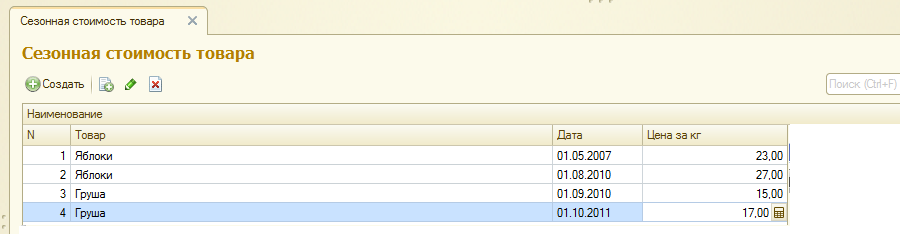 Сезонная стоимость товара
Сезонная стоимость товара
Создать Поиск (Ctrl+F)
Наименование
N Товар Дата Цена за кг
1 Яблоки 01.05.2007 23,00
2 Яблоки 01.08.2010 27,00
3 Груша 01.09.2010 15,00
4 Груша 01.10.2011 17,00